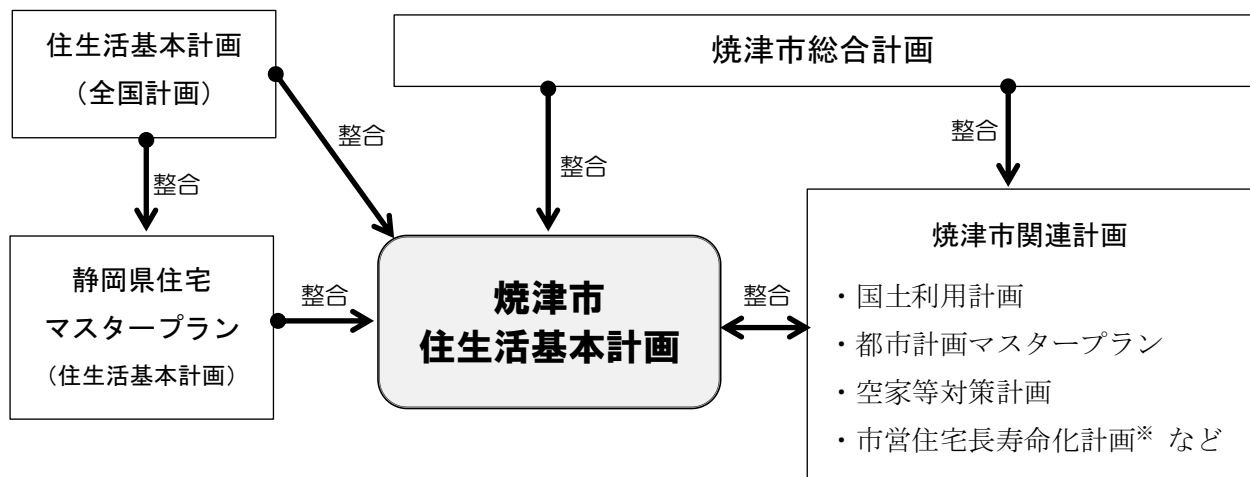 住生活基本計画
（全国計画）
焼津市総合計画
整合
整合
整合
整合
静岡県住宅
マスタープラン
（住生活基本計画）
整合
焼津市
住生活基本計画
整合
焼津市関連計画
・国土利用計画
・都市計画マスタープラン
・空家等対策計画
・市営住宅長寿命化計画※ など